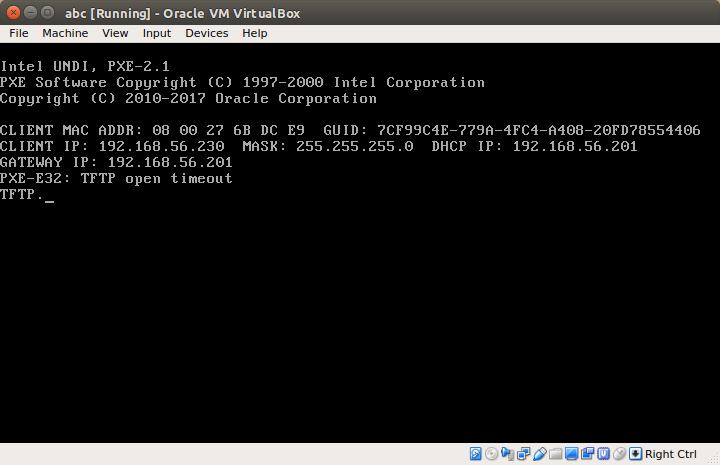 abc [Running] - Oracle VM VirtualBox
File Machine View Input Devices Help
Intel UNDI, PXE-2.1
PXE Software Copyright (C) 1997-2000 Intel Corporation
Copyright (C) 2010-2017 Oracle Corporation
CLIENT MAC ADDR: 08 00 27 6B DC E9  GUID: 7CF99C4E-779A-4FC4-A408-20FD78554406
CLIENT IP: 192.168.56.230  MASK: 255.255.255.0  DHCP IP: 192.168.56.201
GATEWAY IP: 192.168.56.201
PXE-E32: TFTP open timeout
TFTP._
Right Ctrl